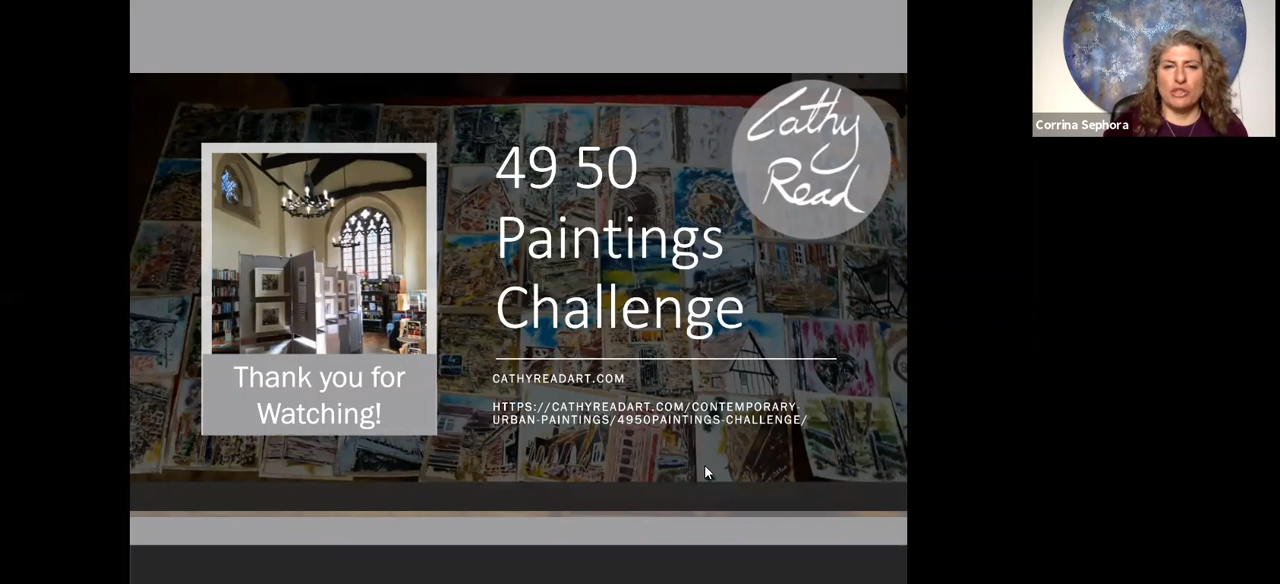 Cathy
Read
49 50
Paintings
Challenge
Thank you for
Watching!
CATHYREADART.COM
HTTPS://CATHYREADART.COM/CONTEMPORARY-
URBAN-PAINTINGS/4950PAINTINGS-CHALLENGE/
Corrina Sephora